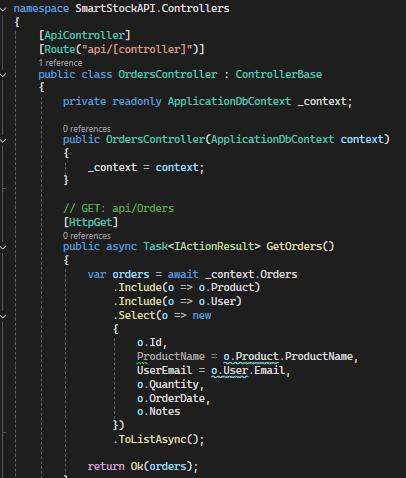 namespace SmartStockAPI.Controllers
{
[ApiController]
[Route("api/[controller]")]
1 reference
public class OrdersController : ControllerBase
{
private readonly ApplicationDbContext _context;
0 references
public OrdersController(ApplicationDbContext context)
{
_context = context;
}
// GET: api/Orders
[HttpGet]
0 references
public async Task<IActionResult> GetOrders()
{
var orders = await _context.Orders
.Include(o => o.Product)
.Include(o => o.User)
.Select(o => new
{
o.Id,
ProductName = o.Product.ProductName,
UserEmail = o.User.Email,
o.Quantity,
o.OrderDate,
o.Notes
})
.ToListAsync();
return Ok(orders);